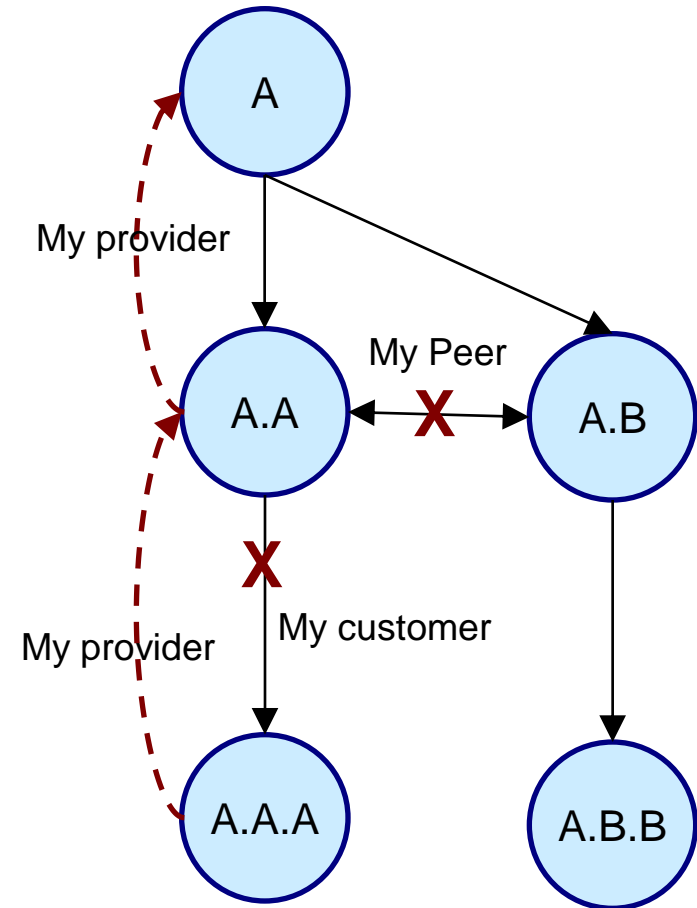 A
My provider
My Peer
A.A
X
A.B
X
My customer
My provider
A.A.A
A.B.B